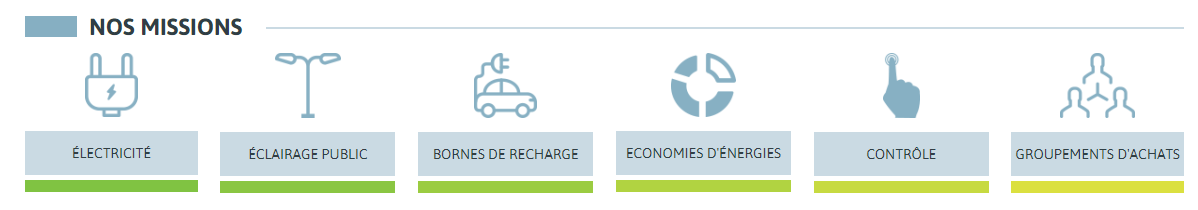 NOS MISSIONS
ÉLECTRICITÉ
ÉCLAIRAGE PUBLIC
BORNES DE RECHARGE
ECONOMIES D'ÉNERGIES
CONTRÔLE
GROUPEMENTS D'ACHATS